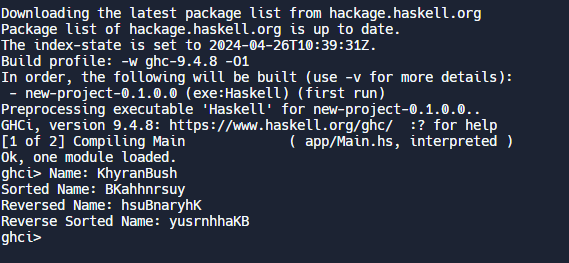 Downloading the latest package list from hackage.haskell.org
Package list of hackage.haskell.org is up to date.
The index-state is set to 2024-04-26T10:39:31Z.
Build profile: -w ghc-9.4.8 -O1
In order, the following will be built (use -v for more details):
 - new-project-0.1.0.0 (exe:Haskell) (first run)
Preprocessing executable 'Haskell' for new-project-0.1.0.0..
GHCi, version 9.4.8: https://www.haskell.org/ghc/  :? for help
[1 of 2] Compiling Main             ( app/Main.hs, interpreted )
Ok, one module loaded.
ghci> Name: KhyranBush
Sorted Name: BKahhnrsuy
Reversed Name: hsuBnaryhK
Reverse Sorted Name: yusrnhhaKB
ghci>